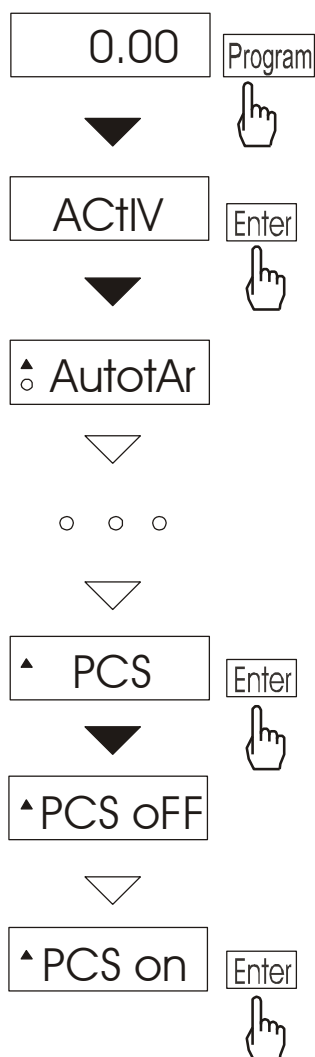 0.00 Program
ACtIV Enter
AutotAr
PCS Enter
PCS oFF
PCS on Enter